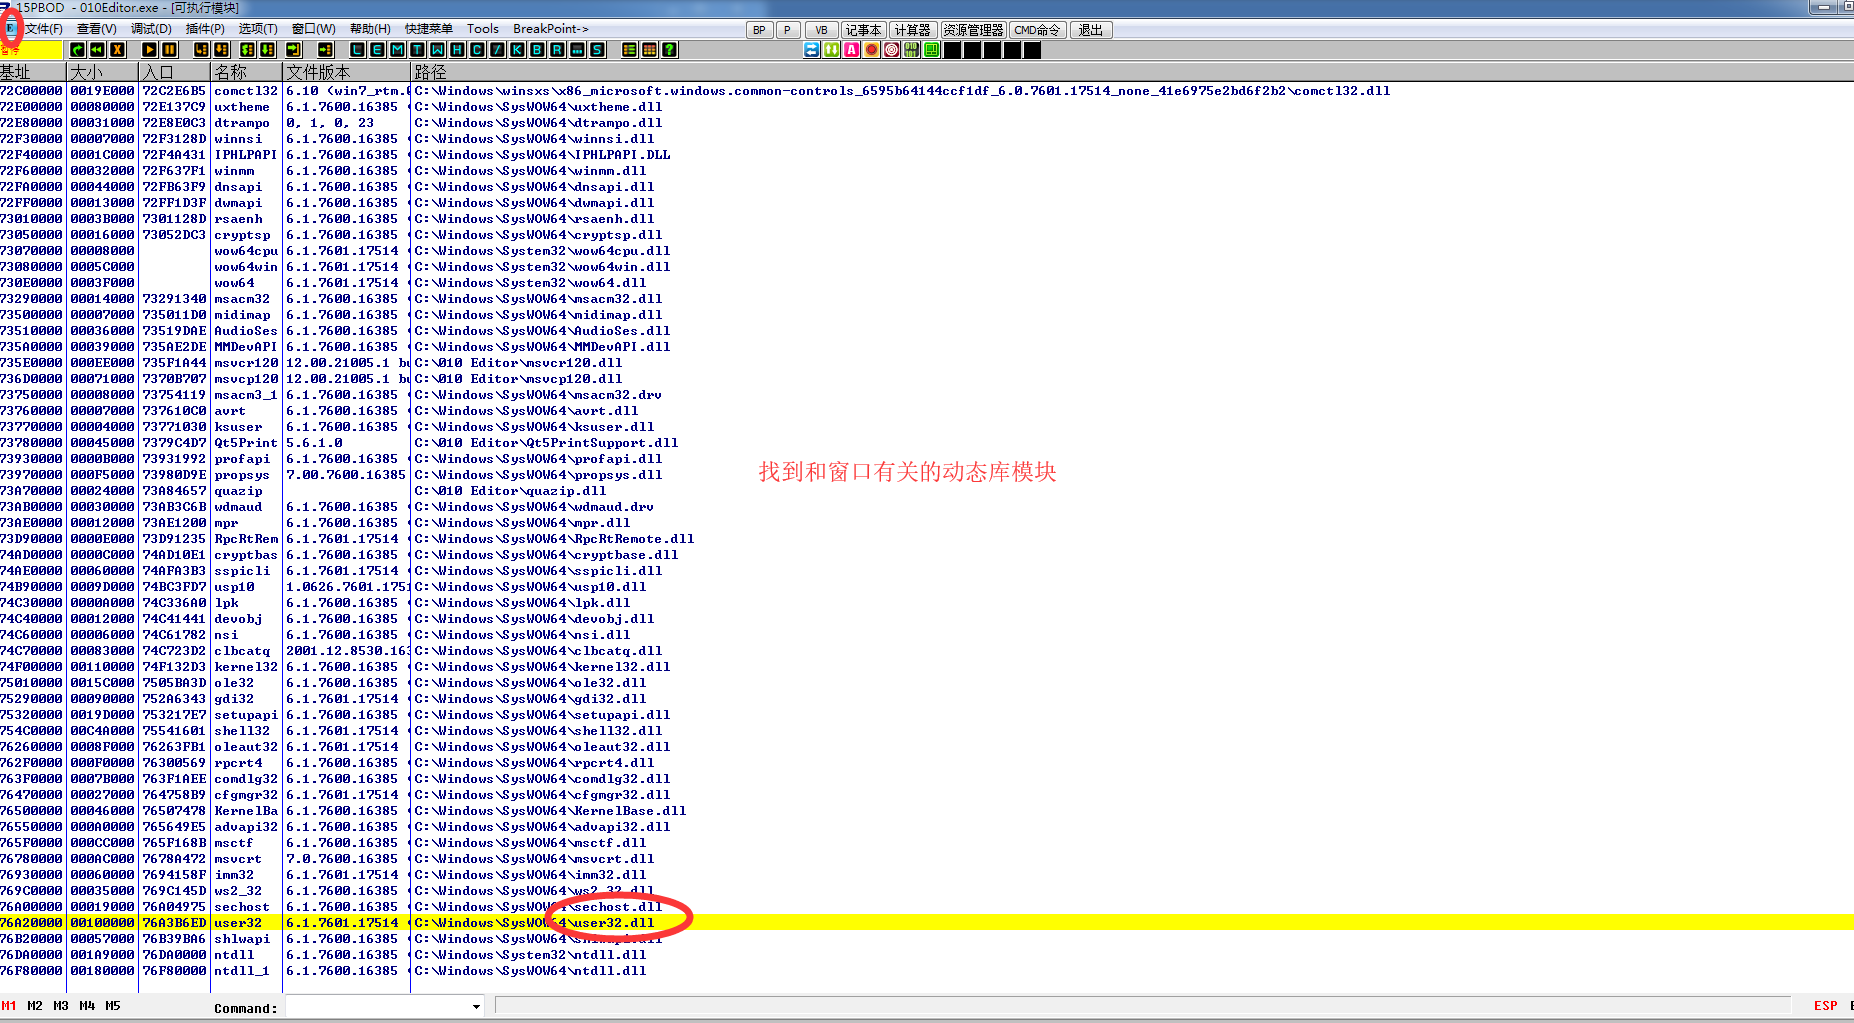 15PBOD - 010Editor.exe - [可执行模块]
E 文件(F) 查看(V) 调试(D) 插件(P) 选项(T) 窗口(W) 帮助(H) 快捷菜单 Tools BreakPoint-> BP P VB 记事本 计算器 资源管理器 CMD命令 退出
暂停 L E M T W H C / K B R ... S ?
基址 大小 入口 名称 文件版本 路径
72C00000 0019E000 72C2E6B5 comctl32 6.10 (win7_rtm. C:\Windows\winsxs\x86_microsoft.windows.common-controls_6595b64144ccf1df_6.0.7601.17514_none_41e6975e2bd6f2b2\comctl32.dll
72E00000 00080000 72E137C9 uxtheme 6.1.7600.16385 C:\Windows\SysWOW64\uxtheme.dll
72E80000 00031000 72E8E0C3 dtrampo 0, 1, 0, 23 C:\Windows\SysWOW64\dtrampo.dll
72F30000 00007000 72F3128D winnsi 6.1.7600.16385 C:\Windows\SysWOW64\winnsi.dll
72F40000 0001C000 72F4A431 IPHLPAPI 6.1.7600.16385 C:\Windows\SysWOW64\IPHLPAPI.DLL
72F60000 00032000 72F637F1 winmm 6.1.7600.16385 C:\Windows\SysWOW64\winmm.dll
72FA0000 00044000 72FB63F9 dnsapi 6.1.7600.16385 C:\Windows\SysWOW64\dnsapi.dll
72FF0000 00013000 72FF1D3F dwmapi 6.1.7600.16385 C:\Windows\SysWOW64\dwmapi.dll
73010000 0003B000 7301128D rsaenh 6.1.7600.16385 C:\Windows\SysWOW64\rsaenh.dll
73050000 00016000 73052DC3 cryptsp 6.1.7600.16385 C:\Windows\SysWOW64\cryptsp.dll
73070000 00008000 wow64cpu 6.1.7601.17514 C:\Windows\System32\wow64cpu.dll
73080000 0005C000 wow64win 6.1.7601.17514 C:\Windows\System32\wow64win.dll
730E0000 0003F000 wow64 6.1.7601.17514 C:\Windows\System32\wow64.dll
73290000 00014000 73291340 msacm32 6.1.7600.16385 C:\Windows\SysWOW64\msacm32.dll
73500000 00007000 735011D0 midimap 6.1.7600.16385 C:\Windows\SysWOW64\midimap.dll
73510000 00036000 73519DAE AudioSes 6.1.7600.16385 C:\Windows\SysWOW64\AudioSes.dll
735A0000 00039000 735AE2DE MMDevAPI 6.1.7600.16385 C:\Windows\SysWOW64\MMDevAPI.dll
735E0000 000EE000 735F1A44 msvcr120 12.00.21005.1 bu C:\010 Editor\msvcr120.dll
736D0000 00071000 7370B707 msvcp120 12.00.21005.1 bu C:\010 Editor\msvcp120.dll
73750000 00008000 73754119 msacm3_1 6.1.7600.16385 C:\Windows\SysWOW64\msacm32.drv
73760000 00007000 737610C0 avrt 6.1.7600.16385 C:\Windows\SysWOW64\avrt.dll
73770000 00004000 73771030 ksuser 6.1.7600.16385 C:\Windows\SysWOW64\ksuser.dll
73780000 00045000 7379C4D7 Qt5Print 5.6.1.0 C:\010 Editor\Qt5PrintSupport.dll
73930000 0000B000 73931992 profapi 6.1.7600.16385 C:\Windows\SysWOW64\profapi.dll
73970000 000F5000 73980D9E propsys 7.00.7600.16385 C:\Windows\SysWOW64\propsys.dll
找到和窗口有关的动态库模块
73A70000 00024000 73A84657 quazip C:\010 Editor\quazip.dll
73AB0000 00030000 73AB3C6B wdmaud 6.1.7600.16385 C:\Windows\SysWOW64\wdmaud.drv
73AE0000 00012000 73AE1200 mpr 6.1.7600.16385 C:\Windows\SysWOW64\mpr.dll
73D90000 0000E000 73D91235 RpcRtRem 6.1.7601.17514 C:\Windows\SysWOW64\RpcRtRemote.dll
74AD0000 0000C000 74AD10E1 cryptbas 6.1.7600.16385 C:\Windows\SysWOW64\cryptbase.dll
74AE0000 00060000 74AFA3B3 sspicli 6.1.7601.17514 C:\Windows\SysWOW64\sspicli.dll
74B90000 0009D000 74BC3FD7 usp10 1.0626.7601.1751 C:\Windows\SysWOW64\usp10.dll
74C30000 0000A000 74C336A0 lpk 6.1.7600.16385 C:\Windows\SysWOW64\lpk.dll
74C40000 00012000 74C41441 devobj 6.1.7600.16385 C:\Windows\SysWOW64\devobj.dll
74C60000 00006000 74C61782 nsi 6.1.7600.16385 C:\Windows\SysWOW64\nsi.dll
74C70000 00083000 74C723D2 clbcatq 2001.12.8530.163 C:\Windows\SysWOW64\clbcatq.dll
74F00000 00110000 74F132D3 kernel32 6.1.7600.16385 C:\Windows\SysWOW64\kernel32.dll
75010000 0015C000 7505BA3D ole32 6.1.7600.16385 C:\Windows\SysWOW64\ole32.dll
75290000 00090000 752A6343 gdi32 6.1.7601.17514 C:\Windows\SysWOW64\gdi32.dll
75320000 0019D000 753217E7 setupapi 6.1.7600.16385 C:\Windows\SysWOW64\setupapi.dll
754C0000 00C4A000 75541601 shell32 6.1.7601.17514 C:\Windows\SysWOW64\shell32.dll
76260000 0008F000 76263FB1 oleaut32 6.1.7601.17514 C:\Windows\SysWOW64\oleaut32.dll
762F0000 000F0000 76300569 rpcrt4 6.1.7600.16385 C:\Windows\SysWOW64\rpcrt4.dll
763F0000 0007B000 763F1AEE comdlg32 6.1.7600.16385 C:\Windows\SysWOW64\comdlg32.dll
76470000 00027000 764758B9 cfgmgr32 6.1.7601.17514 C:\Windows\SysWOW64\cfgmgr32.dll
76500000 00046000 76507478 KernelBa 6.1.7600.16385 C:\Windows\SysWOW64\KernelBase.dll
76550000 000A0000 765649E5 advapi32 6.1.7600.16385 C:\Windows\SysWOW64\advapi32.dll
765F0000 000CC000 765F168B msctf 6.1.7600.16385 C:\Windows\SysWOW64\msctf.dll
76780000 000AC000 7678A472 msvcrt 7.0.7600.16385 C:\Windows\SysWOW64\msvcrt.dll
76930000 00060000 7694158F imm32 6.1.7601.17514 C:\Windows\SysWOW64\imm32.dll
769C0000 00035000 769C145D ws2_32 6.1.7600.16385 C:\Windows\SysWOW64\ws2_32.dll
76A00000 00019000 76A04975 sechost 6.1.7600.16385 C:\Windows\SysWOW64\sechost.dll
76A20000 00100000 76A3B6ED user32 6.1.7601.17514 C:\Windows\SysWOW64\user32.dll
76B20000 00057000 76B39BA6 shlwapi 6.1.7600.16385 C:\Windows\SysWOW64\shlwapi.dll
76DA0000 001A9000 76DA0000 ntdll 6.1.7600.16385 C:\Windows\System32\ntdll.dll
76F80000 00180000 76F80000 ntdll_1 6.1.7600.16385 C:\Windows\SysWOW64\ntdll.dll
M1 M2 M3 M4 M5 Command: ESP